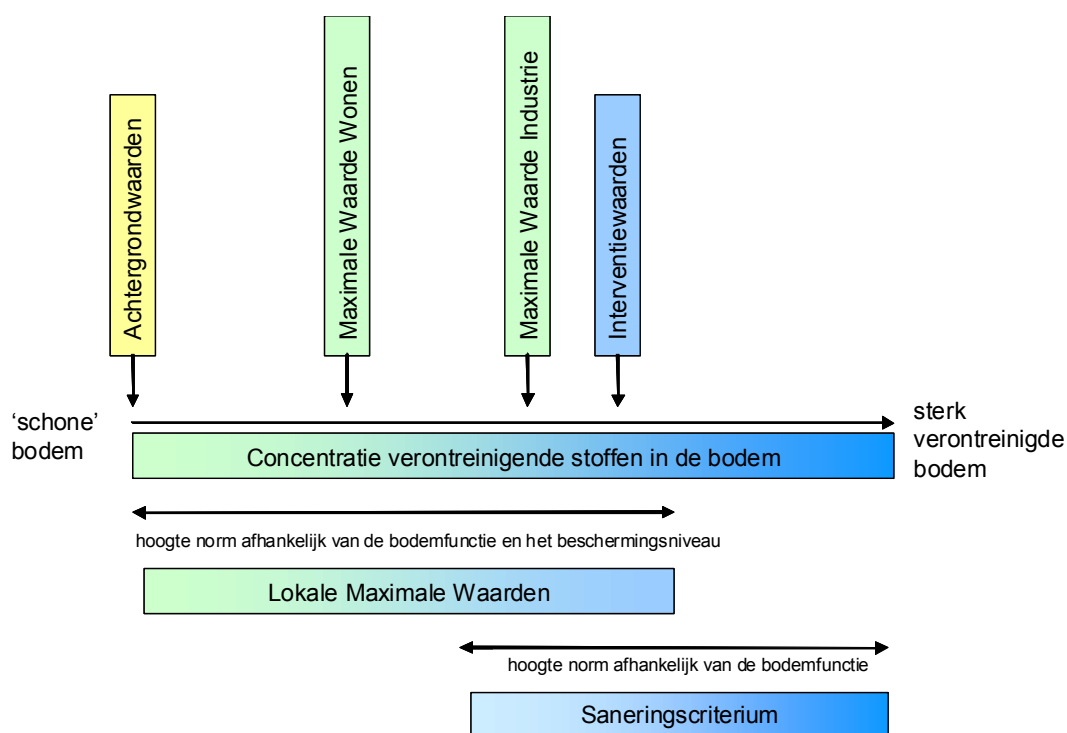 Achtergrondwaarden
Maximale Waarde Wonen
Maximale Waarde Industrie
Interventiewaarden
‘schone’
bodem
sterk
verontreinigde
bodem
Concentratie verontreinigende stoffen in de bodem
hoogte norm afhankelijk van de bodemfunctie en het beschermingsniveau
Lokale Maximale Waarden
hoogte norm afhankelijk van de bodemfunctie
Saneringscriterium